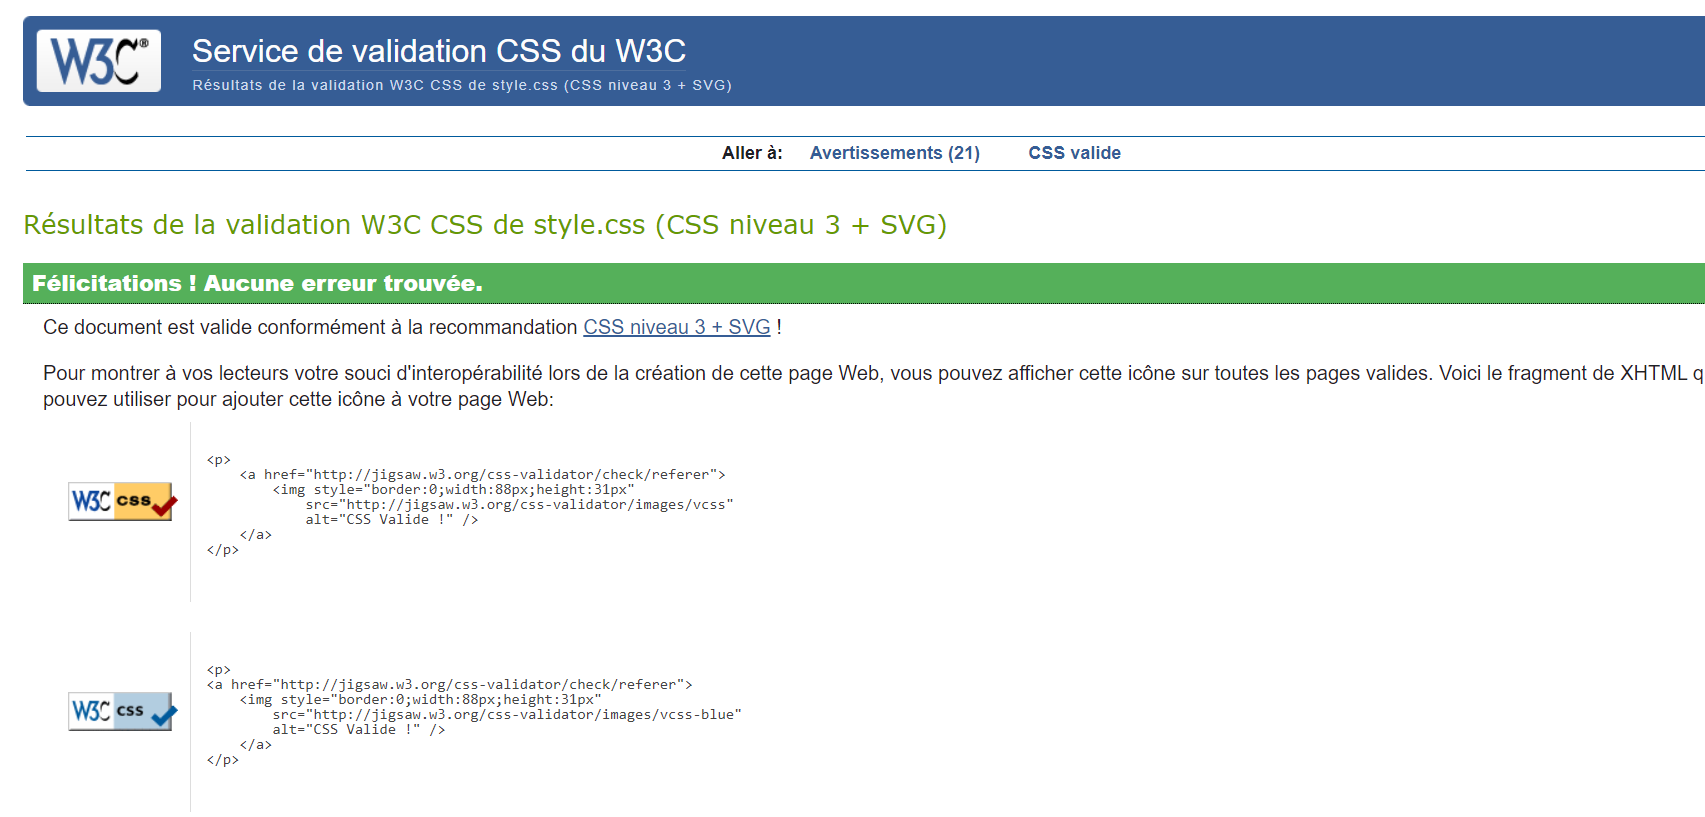 W3C®
Service de validation CSS du W3C
Résultats de la validation W3C CSS de style.css (CSS niveau 3 + SVG)
Aller à: Avertissements (21) CSS valide
Résultats de la validation W3C CSS de style.css (CSS niveau 3 + SVG)
Félicitations ! Aucune erreur trouvée.
Ce document est valide conformément à la recommandation CSS niveau 3 + SVG !
Pour montrer à vos lecteurs votre souci d'interopérabilité lors de la création de cette page Web, vous pouvez afficher cette icône sur toutes les pages valides. Voici le fragment de XHTML q
pouvez utiliser pour ajouter cette icône à votre page Web:
W3C css
<p>
<a href="http://jigsaw.w3.org/css-validator/check/referer">
<img style="border:0;width:88px;height:31px"
src="http://jigsaw.w3.org/css-validator/images/vcss"
alt="CSS Valide !" />
</a>
</p>
W3C css
<p>
<a href="http://jigsaw.w3.org/css-validator/check/referer">
<img style="border:0;width:88px;height:31px"
src="http://jigsaw.w3.org/css-validator/images/vcss-blue"
alt="CSS Valide !" />
</a>
</p>